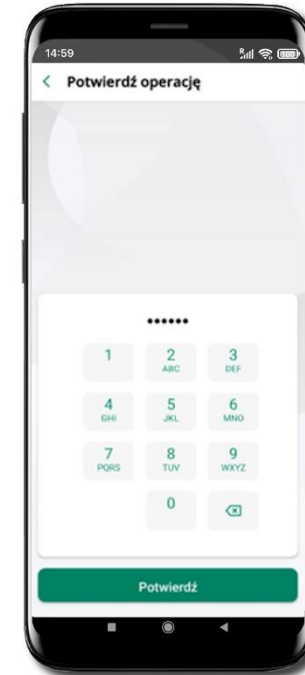 14:59
Potwierdź operację
••••••
1 2 3
ABC DEF
4 5 6
GHI JKL MNO
7 8 9
PQRS TUV WXYZ
0
Potwierdź